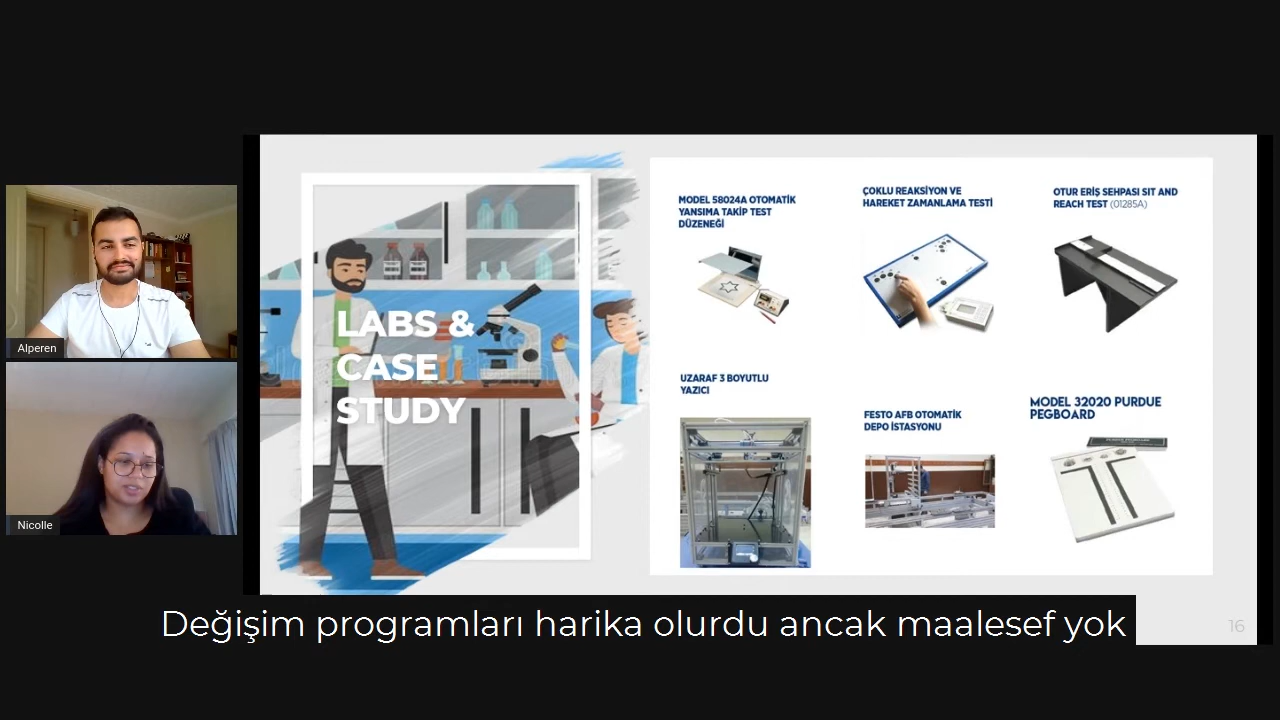 Alperen
Nicolle
LABS &
CASE
STUDY
MODEL 58024A OTOMATİK
YANSIMA TAKİP TEST
DÜZENEĞİ
ÇOKLU REAKSİYON VE
HAREKET ZAMANLAMA TESTİ
OTUR ERİŞ SEHPASI SIT AND
REACH TEST (01285A)
UZARAF 3 BOYUTLU
YAZICI
FESTO AFB OTOMATİK
DEPO İSTASYONU
MODEL 32020 PURDUE
PEGBOARD
Değişim programları harika olurdu ancak maalesef yok
16